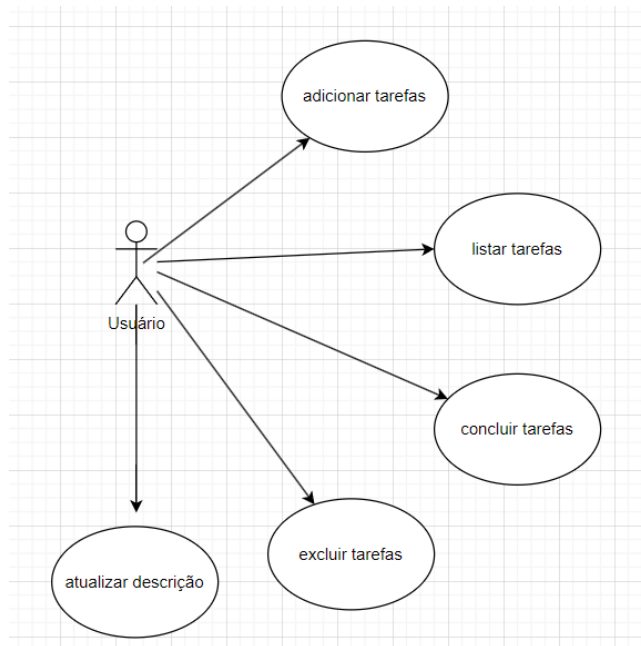 adicionar tarefas
listar tarefas
Usuário
concluir tarefas
excluir tarefas
atualizar descrição